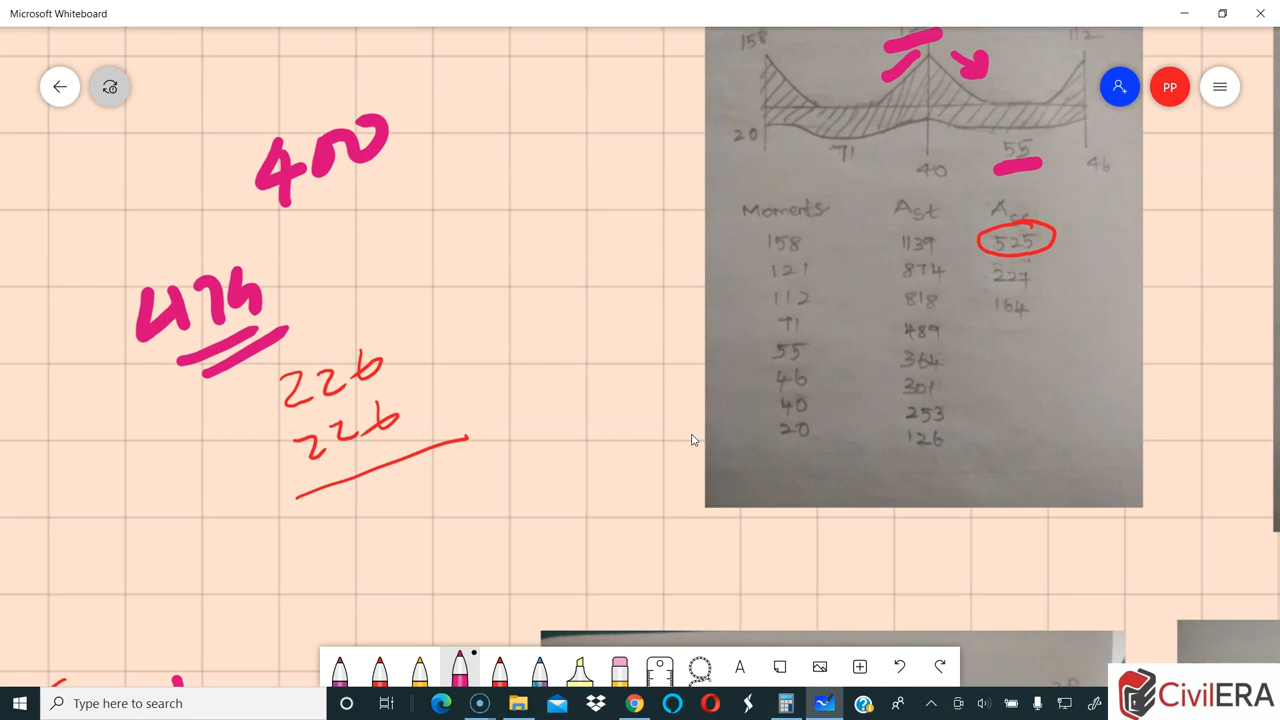 Microsoft Whiteboard
400
474
226
226
158
112
PP
20
71
40
55
46
Moments Ast Asc
158 1139 525
121 874 227
112 818 164
71 489
55 364
46 301
40 253
20 126
A
Type here to search
CivilERA